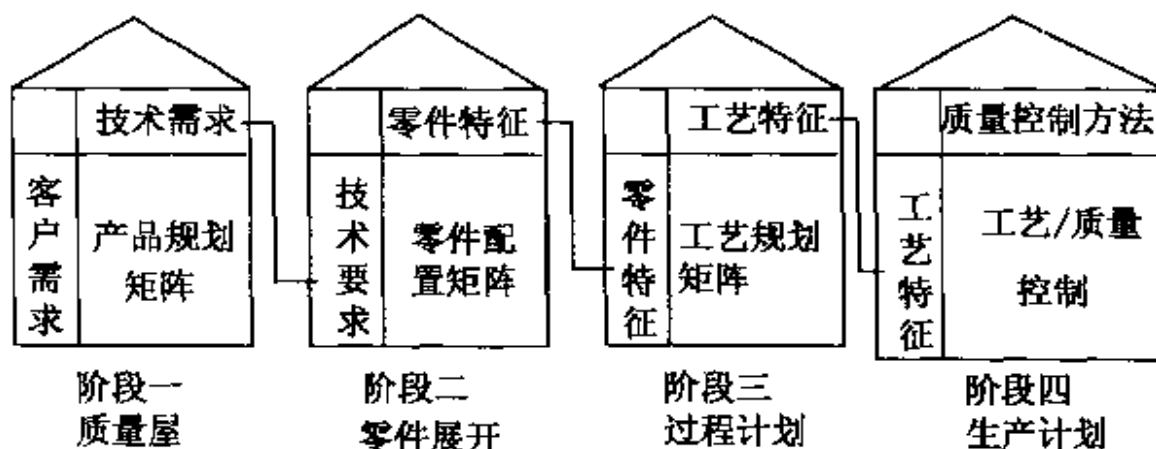 技术需求
客户需求
产品规划
矩阵
阶段一
质量屋
零件特征
技术要求
零件配
置矩阵
阶段二
零件展开
工艺特征
零件特征
工艺规划
矩阵
阶段三
过程计划
质量控制方法
工艺特征
工艺/质量
控制
阶段四
生产计划